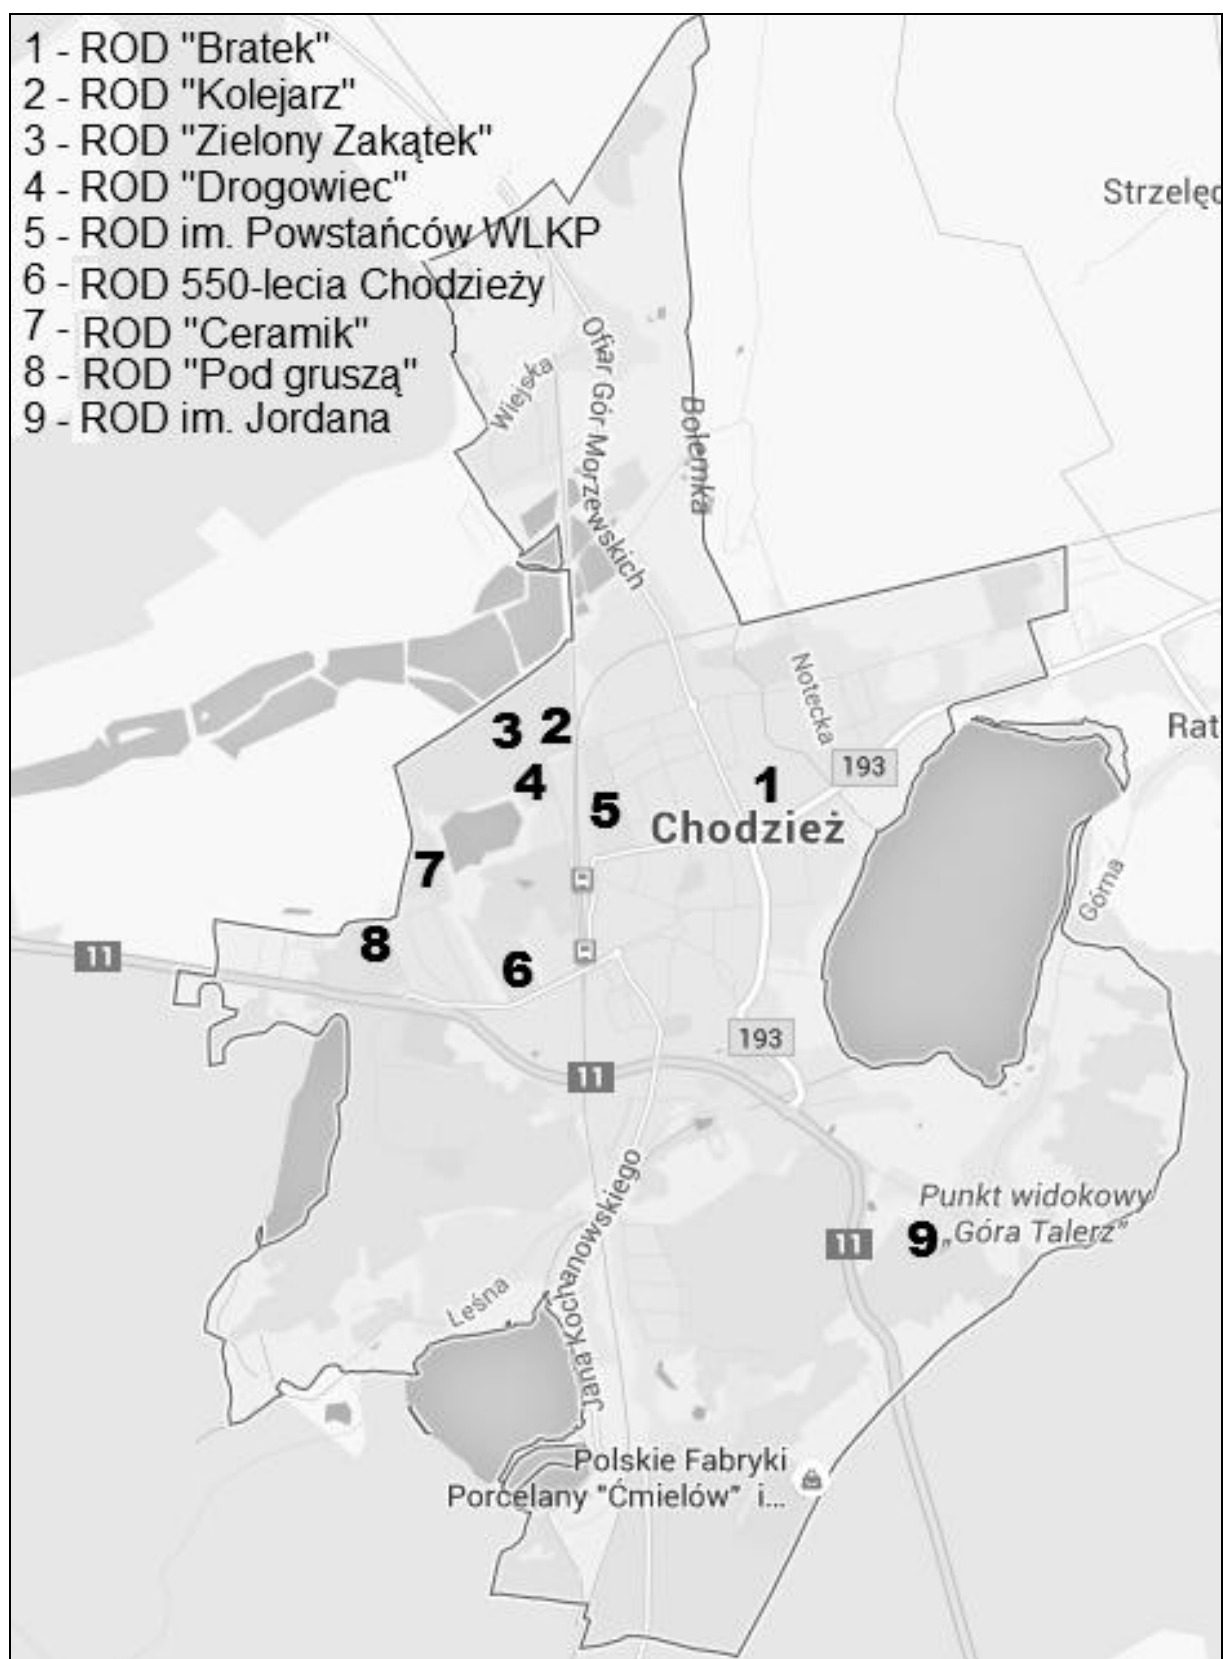 1 - ROD "Bratek"
2 - ROD "Kolejarz"
3 - ROD "Zielony Zakątek"
4 - ROD "Drogowiec"
5 - ROD im. Powstańców WLKP
6 - ROD 550-lecia Chodzieży
7 - ROD "Ceramik"
8 - ROD "Pod gruszą"
9 - ROD im. Jordana
Strzelęc
Ofiar Gór Morzewskich
Wiejska
Bolemka
Notecka
Rat
3
2
193
4
1
5
Chodzież
7
Górna
8
11
6
193
11
Punkt widokowy
„Góra Talerz"
9
11
Jana Kochanowskiego
Leśna
Polskie Fabryki
Porcelany "Ćmielów" i...